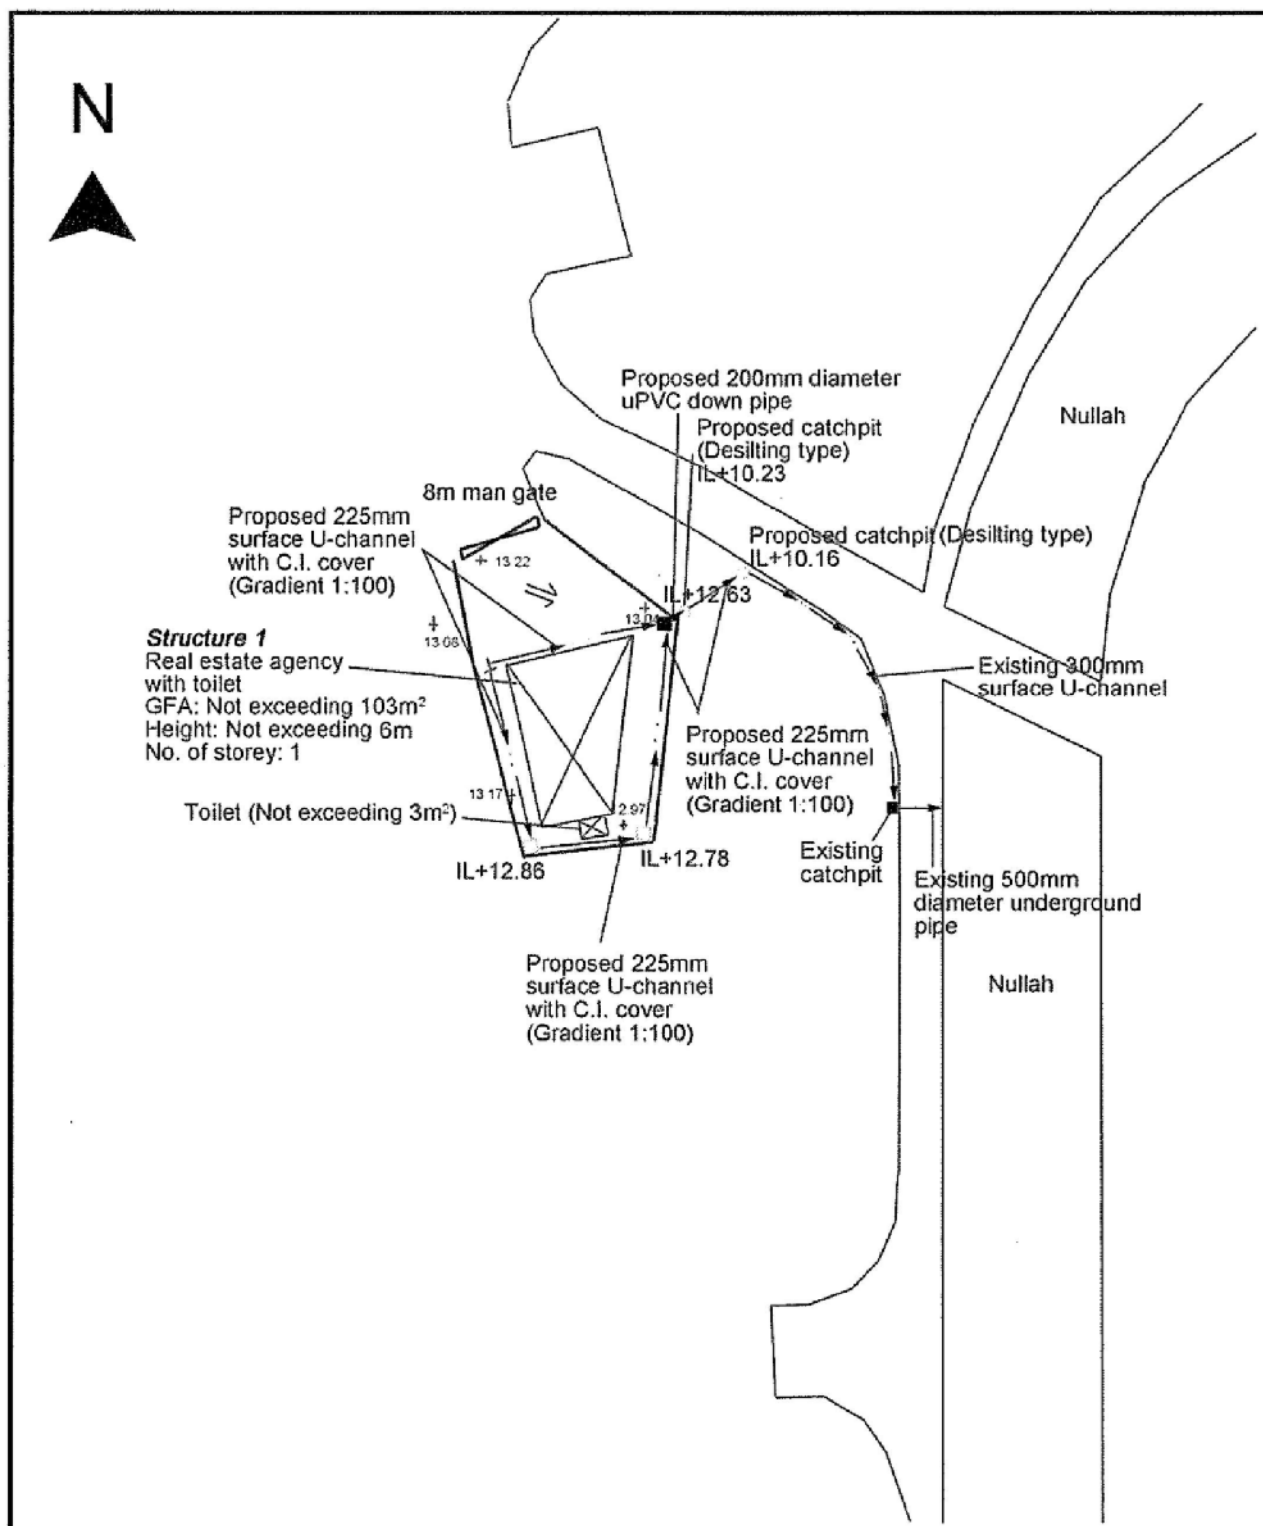 N
Proposed 200mm diameter
uPVC down pipe
Proposed catchpit
(Desilting type)
IL+10.23
Nullah
8m man gate
Proposed 225mm
surface U-channel
with C.I. cover
(Gradient 1:100)
13.22
Proposed catchpit (Desilting type)
IL+10.16
IL+12.63
13.04
13.06
Structure 1
Real estate agency
with toilet
GFA: Not exceeding 103m²
Height: Not exceeding 6m
No. of storey: 1
Existing 300mm
surface U-channel
Proposed 225mm
surface U-channel
with C.I. cover
(Gradient 1:100)
13.17
Toilet (Not exceeding 3m²)
2.97
IL+12.86
IL+12.78
Existing
catchpit
Existing 500mm
diameter underground
pipe
Proposed 225mm
surface U-channel
with C.I. cover
(Gradient 1:100)
Nullah